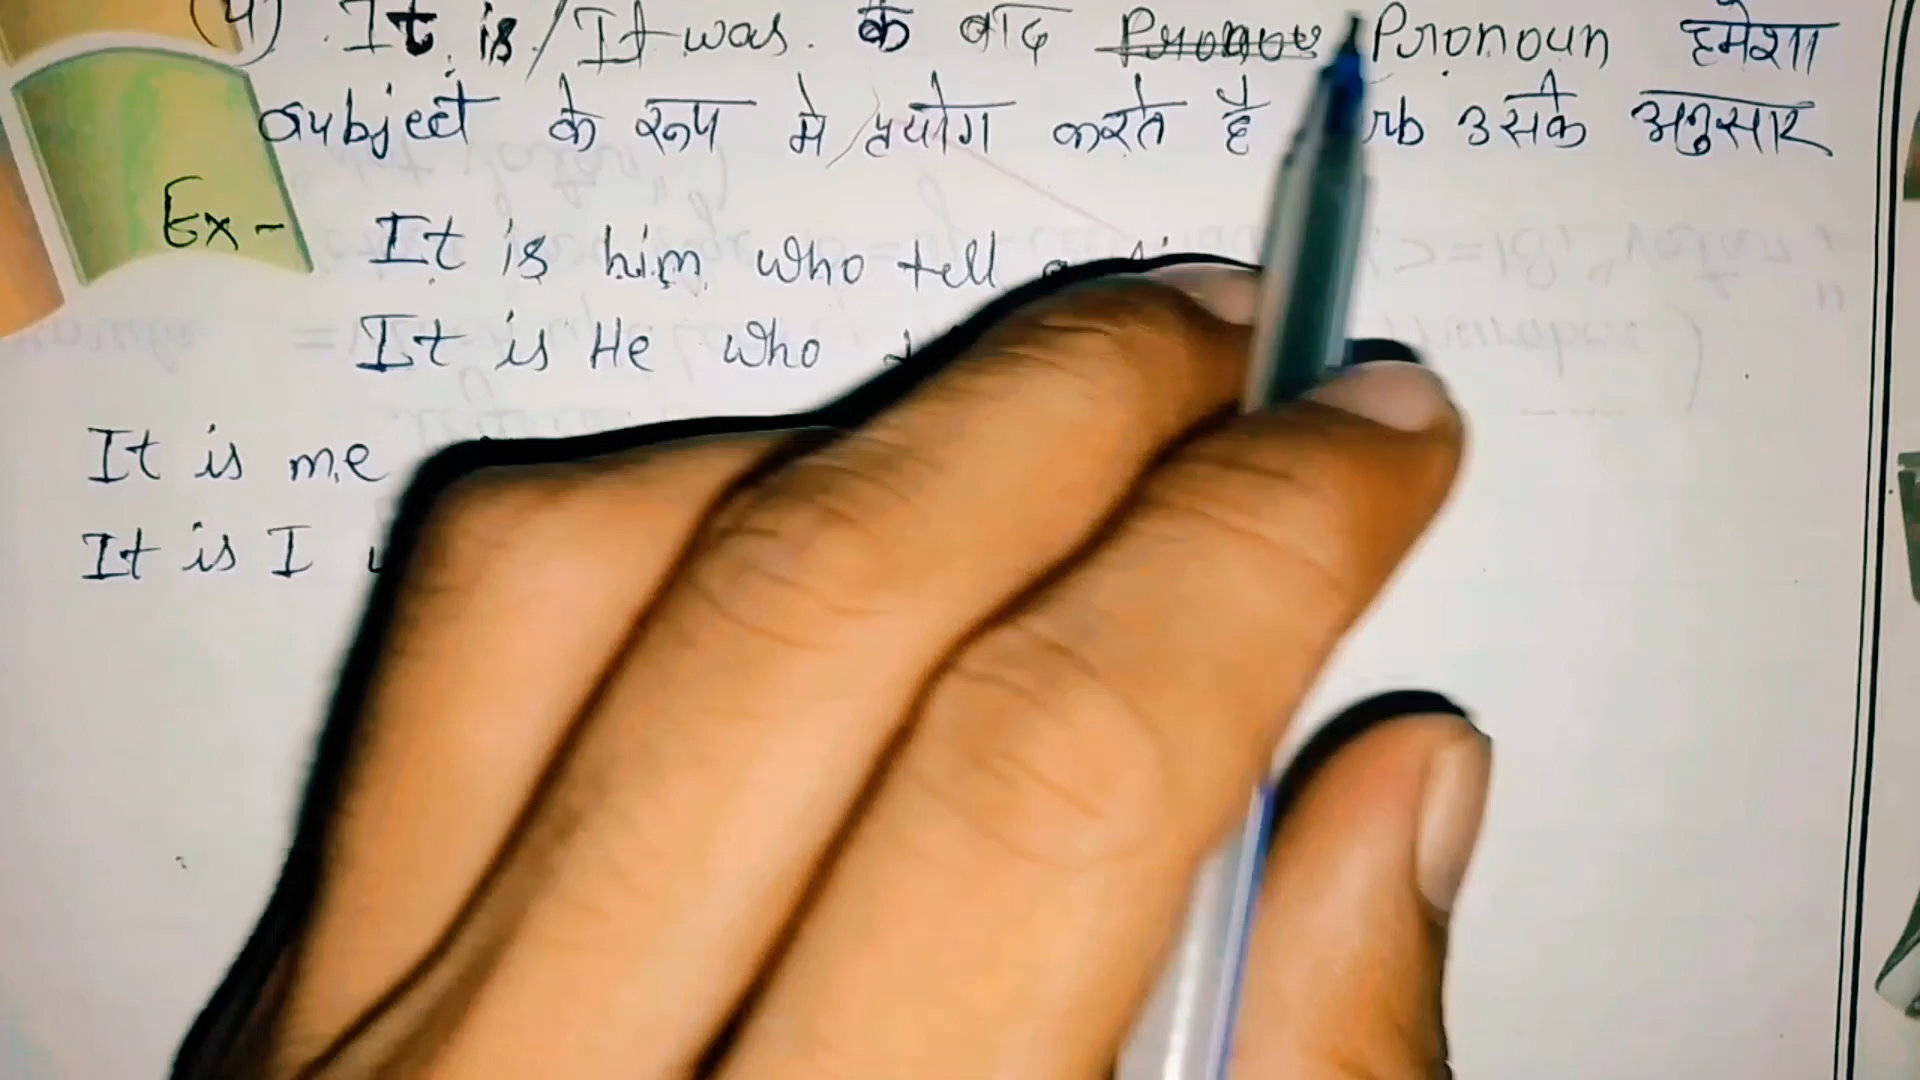 (4) It is/It was के बाद Pronoun हमेशा
subject के रूप मे प्रयोग करते है उसके अनुसार
Ex- It is him who tell
It is He who
It is me
It is I